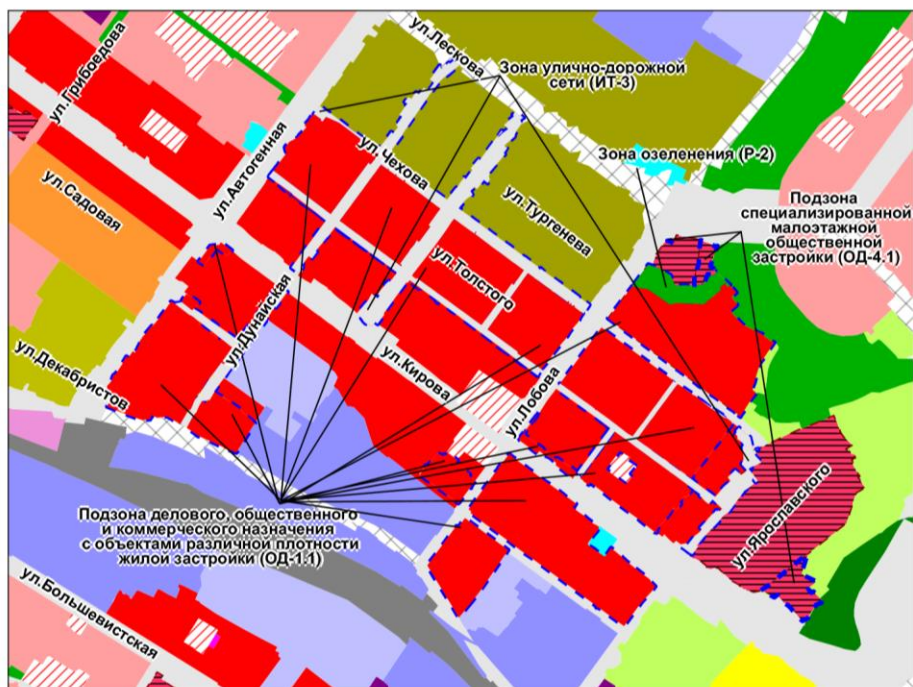 ул.Грибоедова
ул.Лескова
Зона улично-дорожной
сети (ИТ-3)
ул.Автогенная
ул.Чехова
Зона озеленения (Р-2)
ул.Садовая
ул.Тургенева
Подзона
специализированной
малоэтажной
общественной
застройки (ОД-4.1)
ул.Толстого
ул.Дунайская
ул.Декабристов
ул.Кирова
ул.Лобова
Подзона делового, общественного
и коммерческого назначения
с объектами различной плотности
жилой застройки (ОД-1.1)
ул.Ярославского
ул.Большевистская